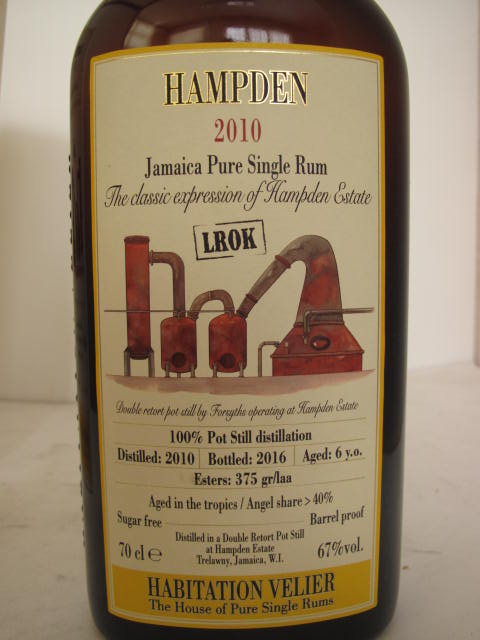 HAMPDEN
2010
Jamaica Pure Single Rum
The classic expression of Hampden Estate
LROK
Double retort pot still by Forsyths operating at Hampden Estate
100% Pot Still distillation
Distilled: 2010 Bottled: 2016 Aged: 6 y.o.
Esters: 375 gr/laa
Aged in the tropics / Angel share > 40%
Sugar free Barrel proof
Distilled in a Double Retort Pot Still
at Hampden Estate
Trelawny, Jamaica, W.I.
70 cl ℮ 67%vol.
HABITATION VELIER
The House of Pure Single Rums